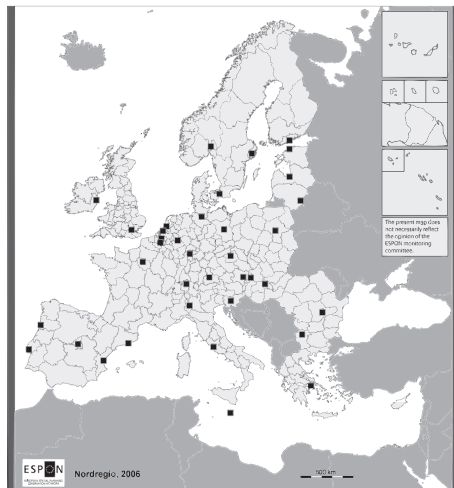 The present map does
not necessarily reflect
the opinion of the
ESPON monitoring
committee.
500 km
ESPON
Nordregio, 2006